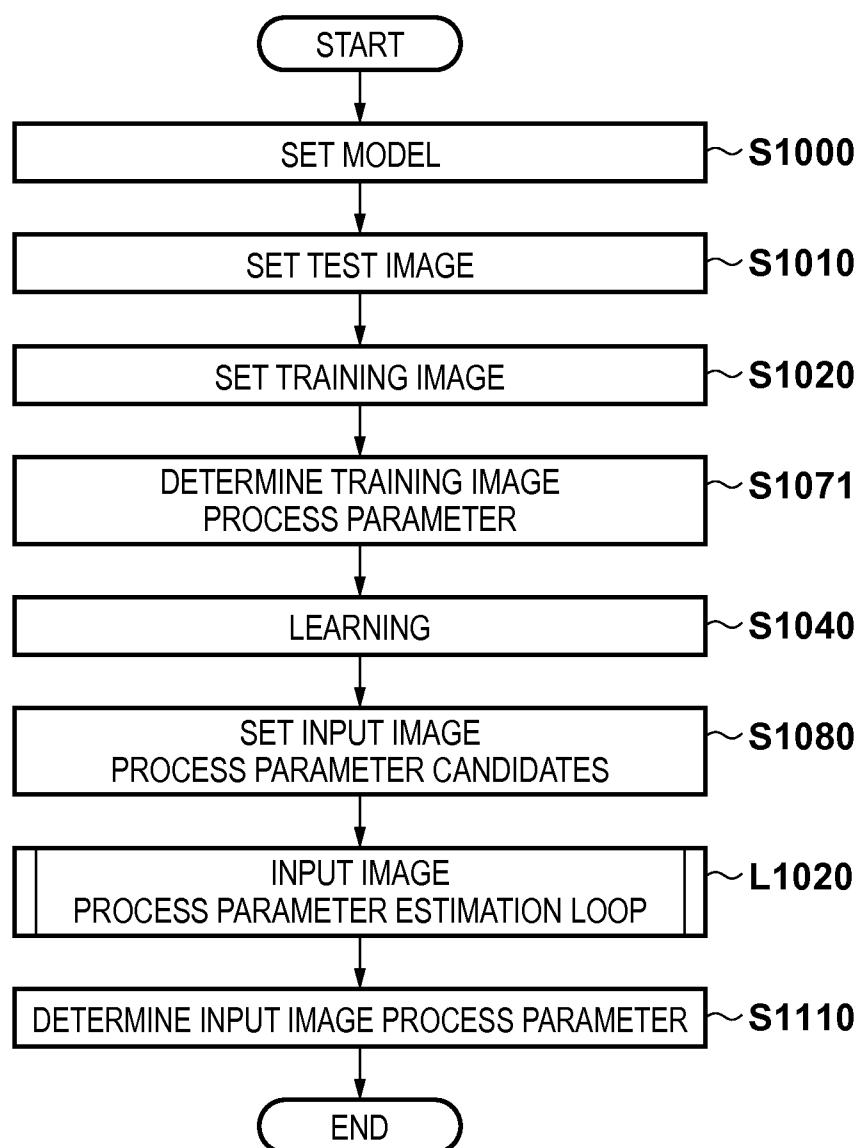 START
SET MODEL
S1000
SET TEST IMAGE
S1010
SET TRAINING IMAGE
S1020
DETERMINE TRAINING IMAGE
PROCESS PARAMETER
S1071
LEARNING
S1040
SET INPUT IMAGE
PROCESS PARAMETER CANDIDATES
S1080
INPUT IMAGE
PROCESS PARAMETER ESTIMATION LOOP
L1020
DETERMINE INPUT IMAGE PROCESS PARAMETER
S1110
END